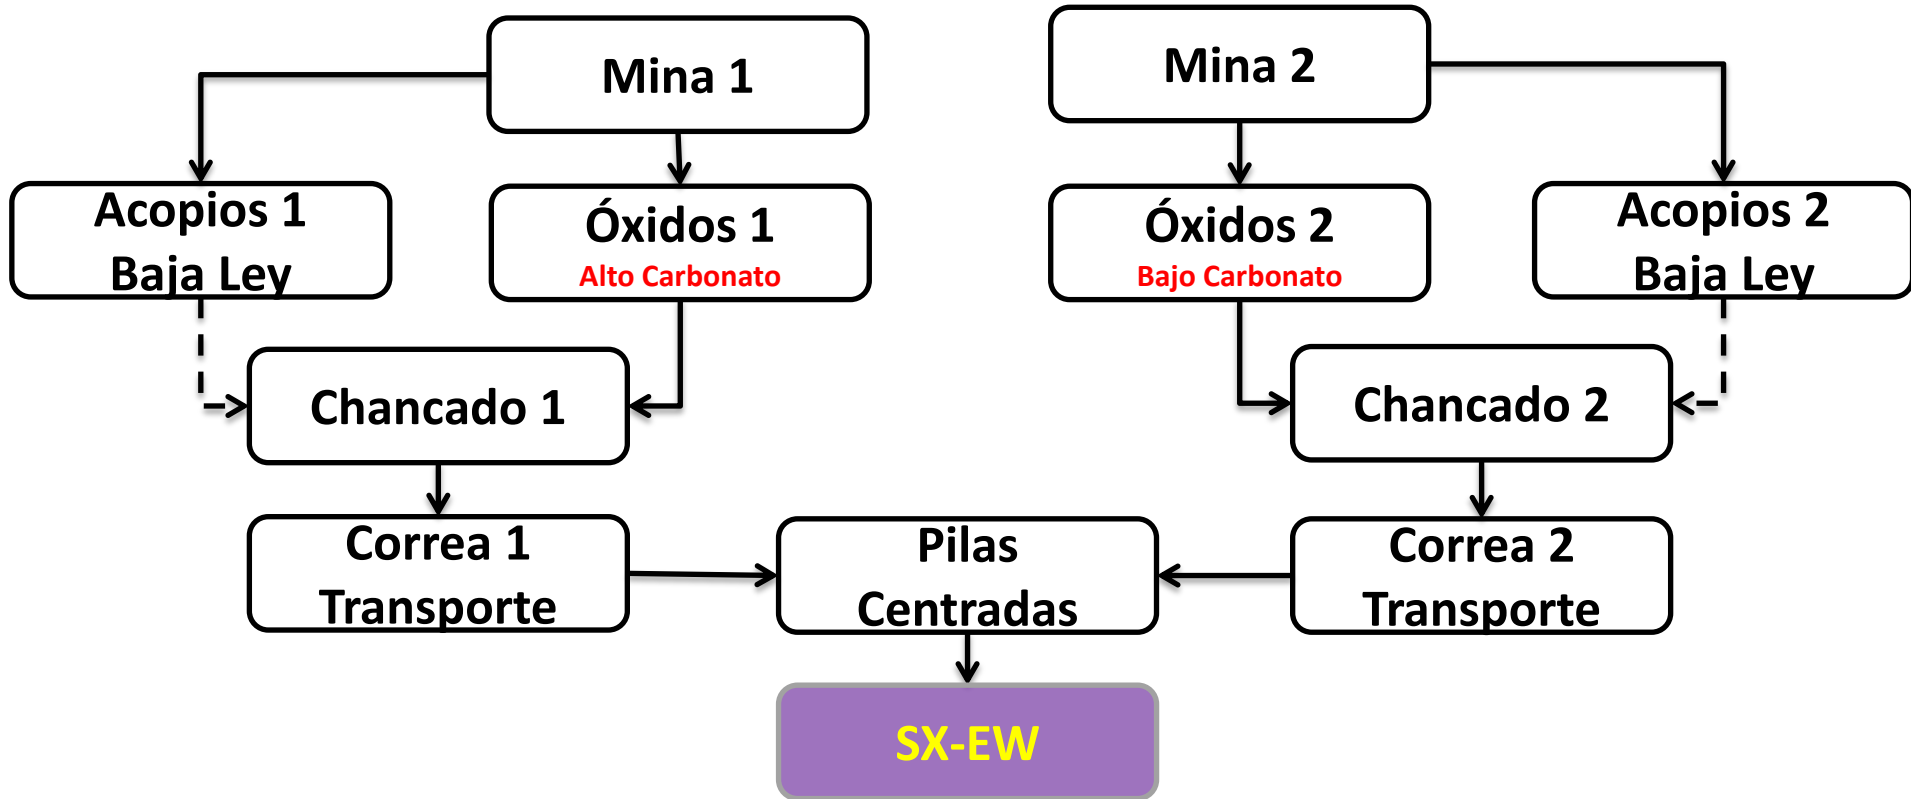 Mina 1
Mina 2
Acopios 1
Baja Ley
Óxidos 1
Alto Carbonato
Óxidos 2
Bajo Carbonato
Acopios 2
Baja Ley
Chancado 1
Chancado 2
Correa 1
Transporte
Pilas
Centradas
Correa 2
Transporte
SX-EW